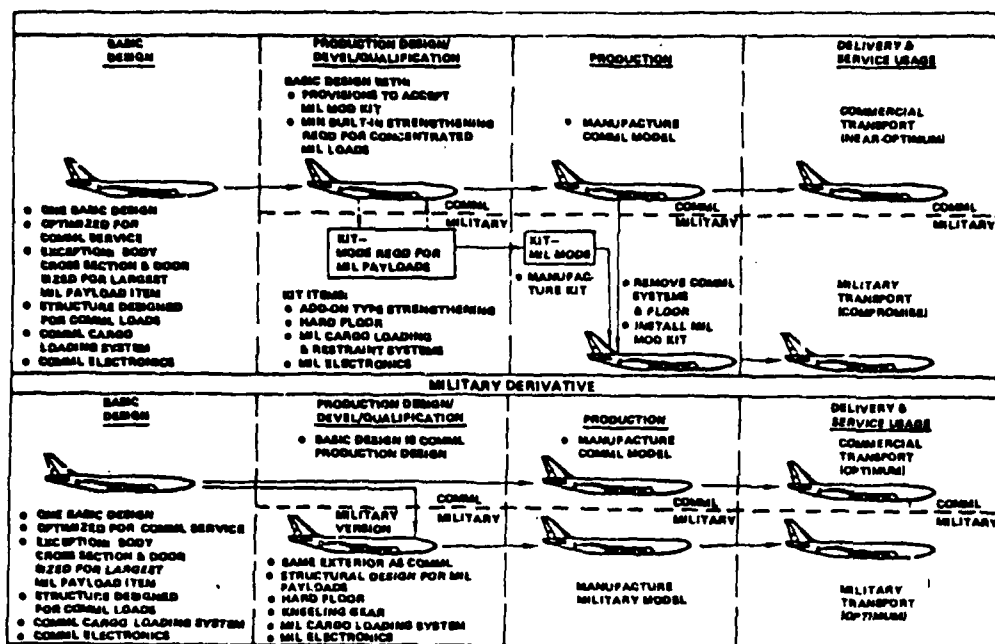 BASIC
DESIGN
PRODUCTION DESIGN/
DEVEL/QUALIFICATION
PRODUCTION
DELIVERY &
SERVICE USAGE
BASIC DESIGN WITH:
• PROVISIONS TO ACCEPT
MIL MOD KIT
• MIN BUILT-IN STRENGTHENING
REQD FOR CONCENTRATED
MIL LOADS
• MANUFACTURE
COMML MODEL
COMMERCIAL
TRANSPORT
(NEAR-OPTIMUM)
COMML
MILITARY
COMML
MILITARY
COMML
MILITARY
• ONE BASIC DESIGN
• OPTIMIZED FOR
COMML SERVICE
• EXCEPTION: BODY
CROSS SECTION & DOOR
SIZED FOR LARGEST
MIL PAYLOAD ITEM
• STRUCTURE DESIGNED
FOR COMML LOADS
• COMML CARGO
LOADING SYSTEM
• COMML ELECTRONICS
KIT–
MODS REQD FOR
MIL PAYLOADS
KIT ITEMS:
• ADD-ON TYPE STRENGTHENING
• HARD FLOOR
• MIL CARGO LOADING
& RESTRAINT SYSTEMS
• MIL ELECTRONICS
KIT–
MIL MODS
• MANUFAC-
TURE KIT
• REMOVE COMML
SYSTEMS
& FLOOR
• INSTALL MIL
MOD KIT
MILITARY
TRANSPORT
(COMPROMISE)
MILITARY DERIVATIVE
BASIC
DESIGN
PRODUCTION DESIGN/
DEVEL/QUALIFICATION
PRODUCTION
DELIVERY &
SERVICE USAGE
• BASIC DESIGN IS COMML
PRODUCTION DESIGN
• MANUFACTURE
COMML MODEL
COMMERCIAL
TRANSPORT
(OPTIMUM)
COMML
MILITARY
COMML
MILITARY
COMML
MILITARY
• ONE BASIC DESIGN
• OPTIMIZED FOR COMML SERVICE
• EXCEPTION: BODY
CROSS SECTION & DOOR
SIZED FOR LARGEST
MIL PAYLOAD ITEM
• STRUCTURE DESIGNED
FOR COMML LOADS
• COMML CARGO LOADING SYSTEM
• COMML ELECTRONICS
MILITARY
VERSION
• SAME EXTERIOR AS COMML
• STRUCTURAL DESIGN FOR MIL
PAYLOADS
• HARD FLOOR
• KNEELING GEAR
• MIL CARGO LOADING SYSTEM
• MIL ELECTRONICS
MANUFACTURE
MILITARY MODEL
MILITARY
TRANSPORT
(OPTIMUM)